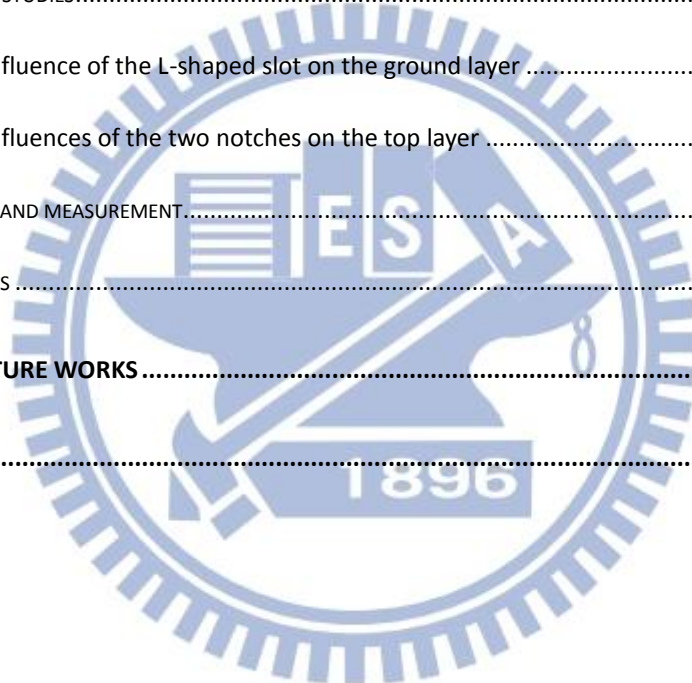 STUDIES........................................................................
fluence of the L-shaped slot on the ground layer ........................
fluences of the two notches on the top layer ..............................
AND MEASUREMENT..........................................................
S ..................................................................................
TURE WORKS ..................................................................
....................................................................................
E S A
1896